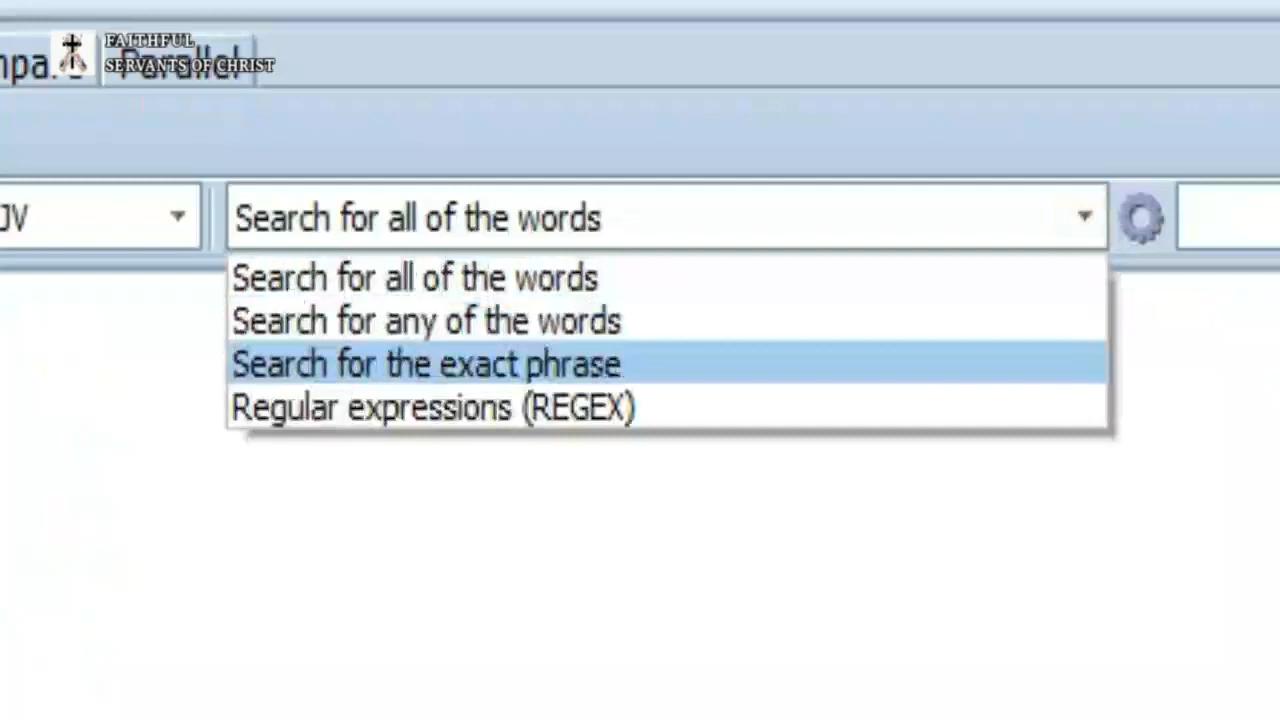 FAITHFUL
SERVANTS OF CHRIST
Parallel
Search for all of the words
Search for all of the words
Search for any of the words
Search for the exact phrase
Regular expressions (REGEX)